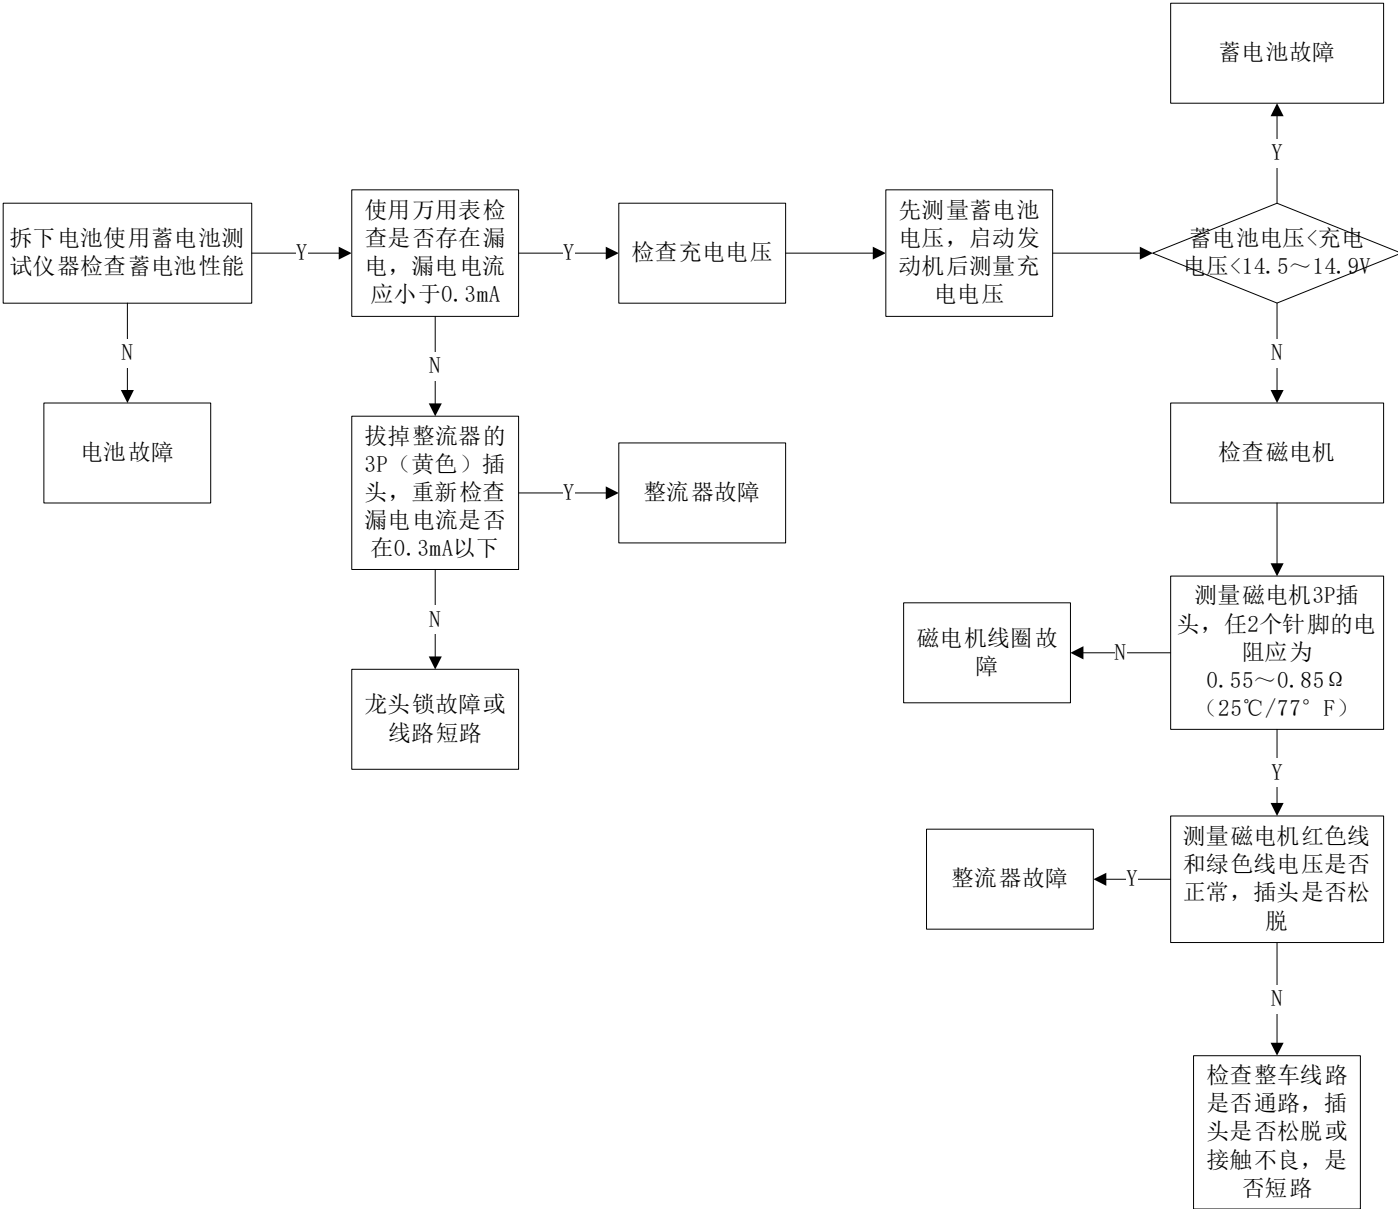 蓄电池故障
Y
拆下电池使用蓄电池测
试仪器检查蓄电池性能
Y
使用万用表检
查是否存在漏
电，漏电电流
应小于0.3mA
Y
检查充电电压
先测量蓄电池
电压，启动发
动机后测量充
电电压
蓄电池电压<充电
电压<14.5～14.9V
N
电池故障
N
拔掉整流器的
3P（黄色）插
头，重新检查
漏电电流是否
在0.3mA以下
Y
整流器故障
N
检查磁电机
N
龙头锁故障或
线路短路
测量磁电机3P插
头，任2个针脚的电
阻应为
0.55～0.85Ω
（25℃/77°F）
N
磁电机线圈故
障
Y
测量磁电机红色线
和绿色线电压是否
正常，插头是否松
脱
Y
整流器故障
N
检查整车线路
是否通路，插
头是否松脱或
接触不良，是
否短路